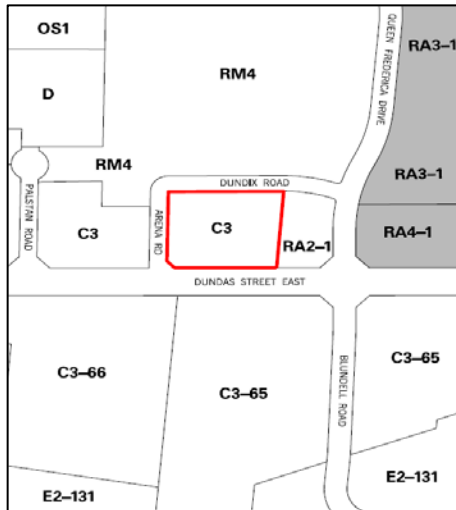 OS1
RA3–1
QUEEN FREDERICA DRIVE
D
RM4
RM4
DUNDIX ROAD
RA3–1
PALSTAN ROAD
C3
ARENA RD
C3
RA2–1
RA4–1
DUNDAS STREET EAST
C3–66
C3–65
BLUNDELL ROAD
C3–65
E2–131
E2–131